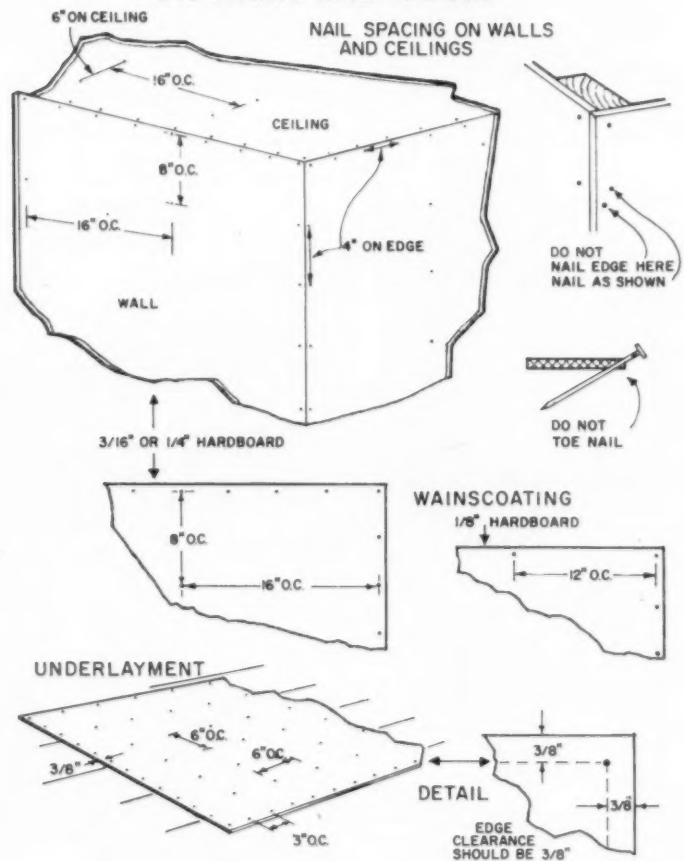 NAIL SPACING ON WALLS
AND CEILINGS
6" ON CEILING
16" O.C.
CEILING
8" O.C.
16" O.C.
4" ON EDGE
WALL
DO NOT
NAIL EDGE HERE
NAIL AS SHOWN
DO NOT
TOE NAIL
3/16" OR 1/4" HARDBOARD
8" O.C.
16" O.C.
WAINSCOATING
1/8" HARDBOARD
12" O.C.
UNDERLAYMENT
6" O.C.
6" O.C.
3/8"
3" O.C.
DETAIL
3/8"
3/8"
EDGE
CLEARANCE
SHOULD BE 3/8"